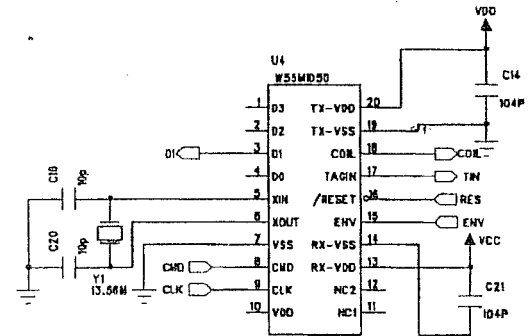 VDD
U4
W55MID50
C14
104P
1 D3 TX-VDD 20
2 D2 TX-VSS 19
D1 3 D1 COIL 18 COIL
4 D0 TAGIN 17 TIN
C18 10p
5 XIN /RESET 16 RES
6 XOUT ENV 15 ENV
C20 10p
7 VSS RX-VSS 14
VCC
Y1
13.56M
CMD 8 CMD RX-VDD 13
CLK 9 CLK NC2 12
C21
104P
10 VDD NC1 11